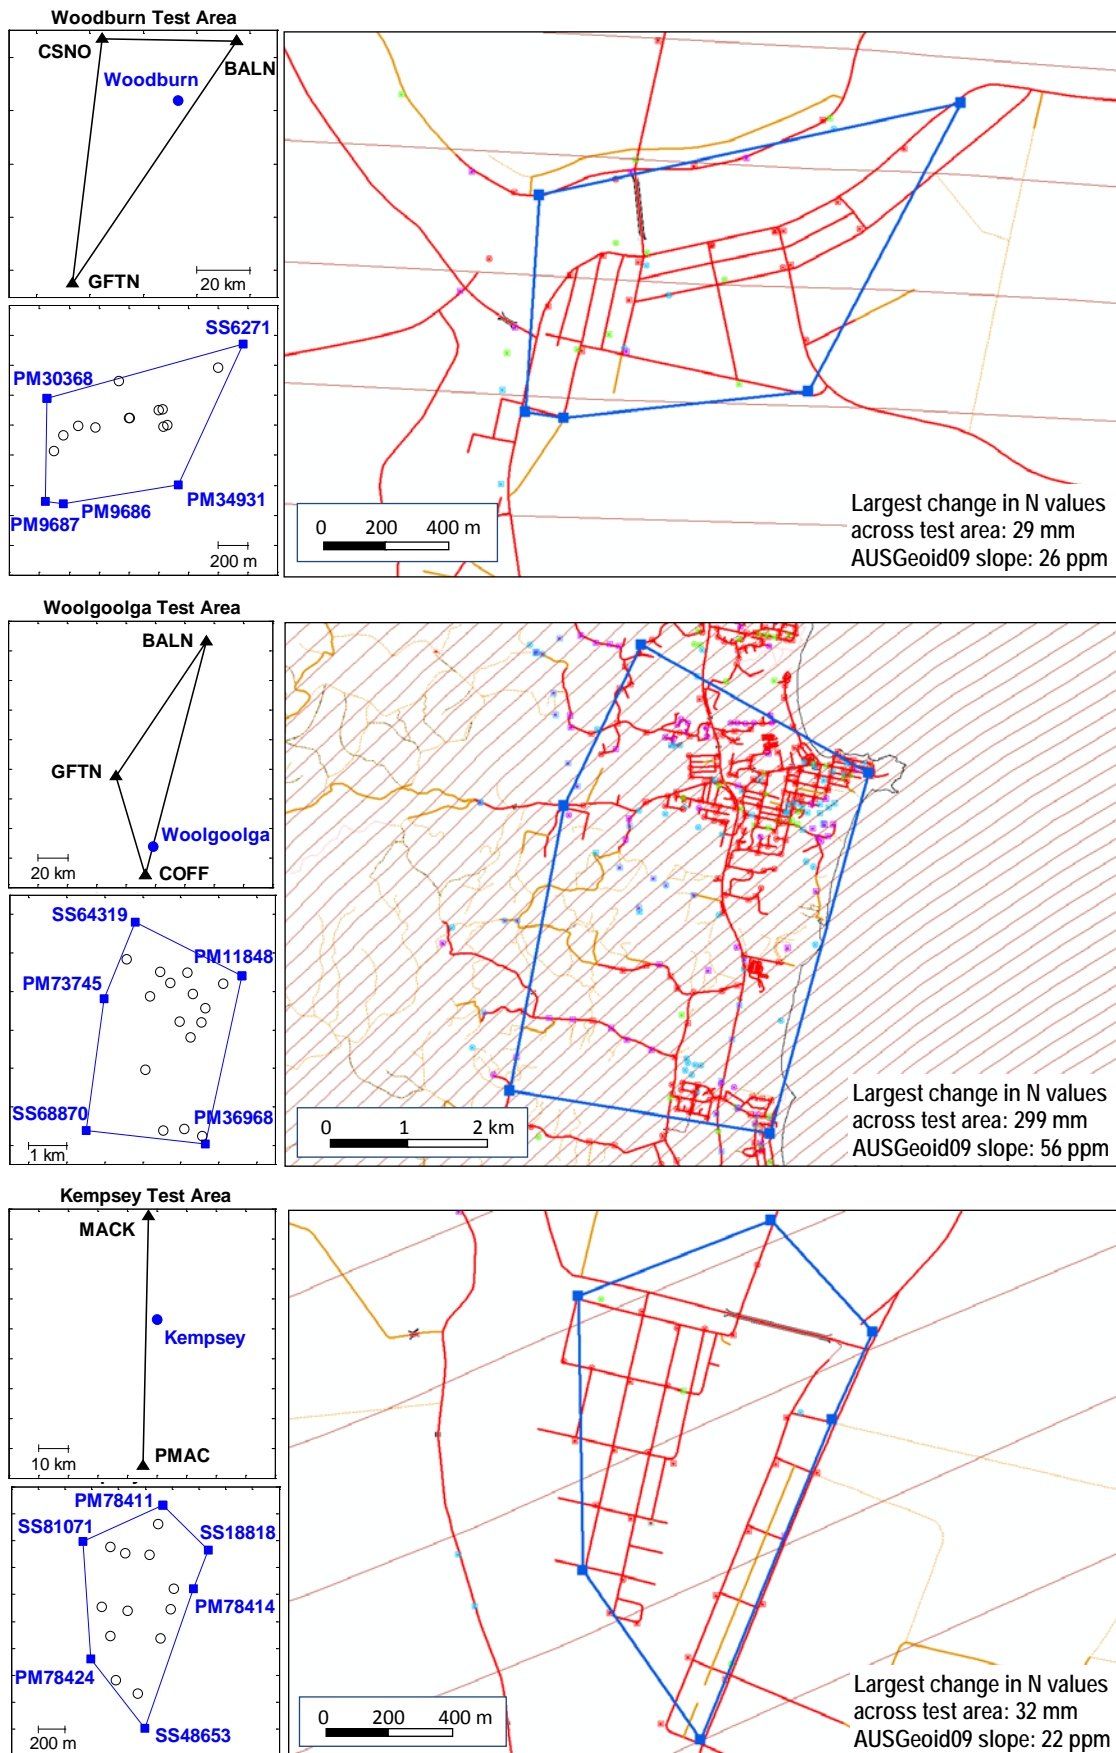 Woodburn Test Area
CSNO
BALN
Woodburn
GFTN
20 km
SS6271
PM30368
PM34931
PM9686
PM9687
200 m
0 200 400 m
Largest change in N values
across test area: 29 mm
AUSGeoid09 slope: 26 ppm
Woolgoolga Test Area
BALN
GFTN
Woolgoolga
20 km
COFF
SS64319
PM11848
PM73745
SS68870
PM36968
1 km
0 1 2 km
Largest change in N values
across test area: 299 mm
AUSGeoid09 slope: 56 ppm
Kempsey Test Area
MACK
Kempsey
10 km
PMAC
PM78411
SS81071
SS18818
PM78414
PM78424
SS48653
200 m
0 200 400 m
Largest change in N values
across test area: 32 mm
AUSGeoid09 slope: 22 ppm